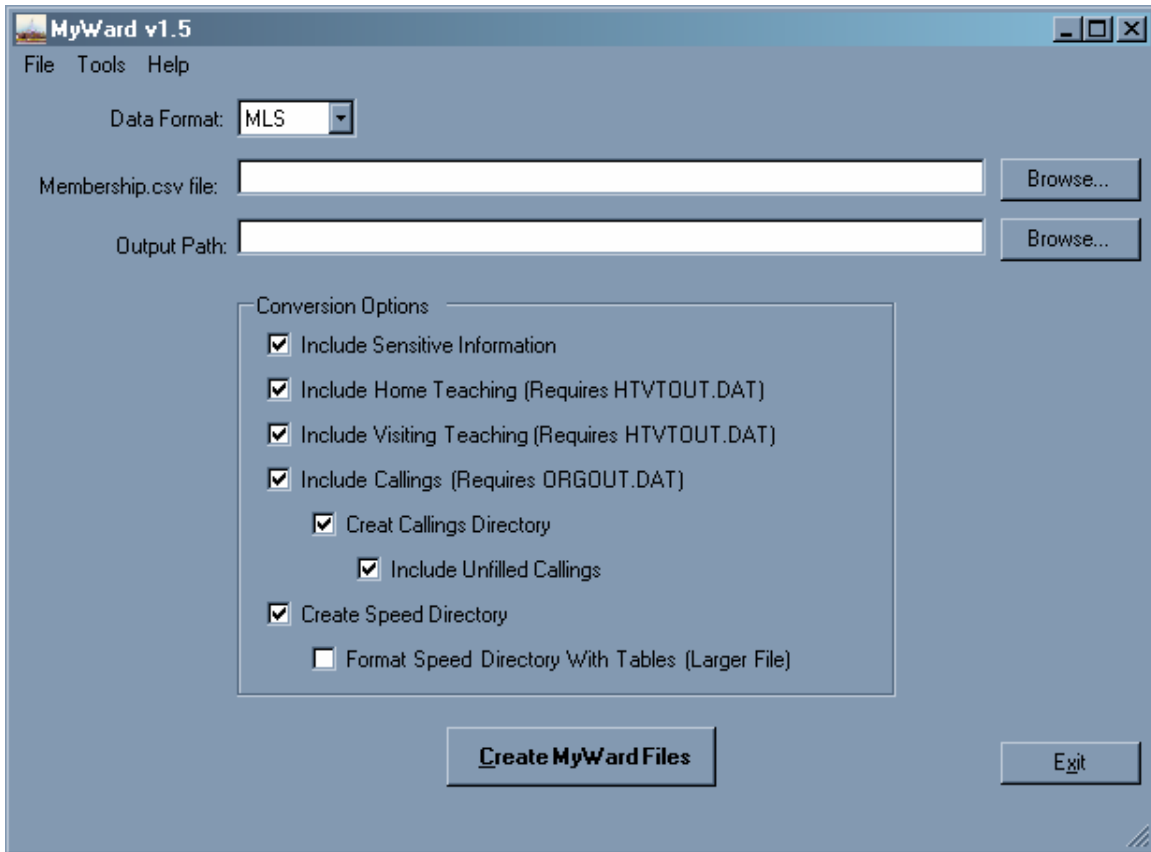 MyWard v1.5
File Tools Help
Data Format: MLS
Membership.csv file: Browse...
Output Path: Browse...
Conversion Options
Include Sensitive Information
Include Home Teaching (Requires HTVTOUT.DAT)
Include Visiting Teaching (Requires HTVTOUT.DAT)
Include Callings (Requires ORGOUT.DAT)
Creat Callings Directory
Include Unfilled Callings
Create Speed Directory
Format Speed Directory With Tables (Larger File)
Create MyWard Files
Exit